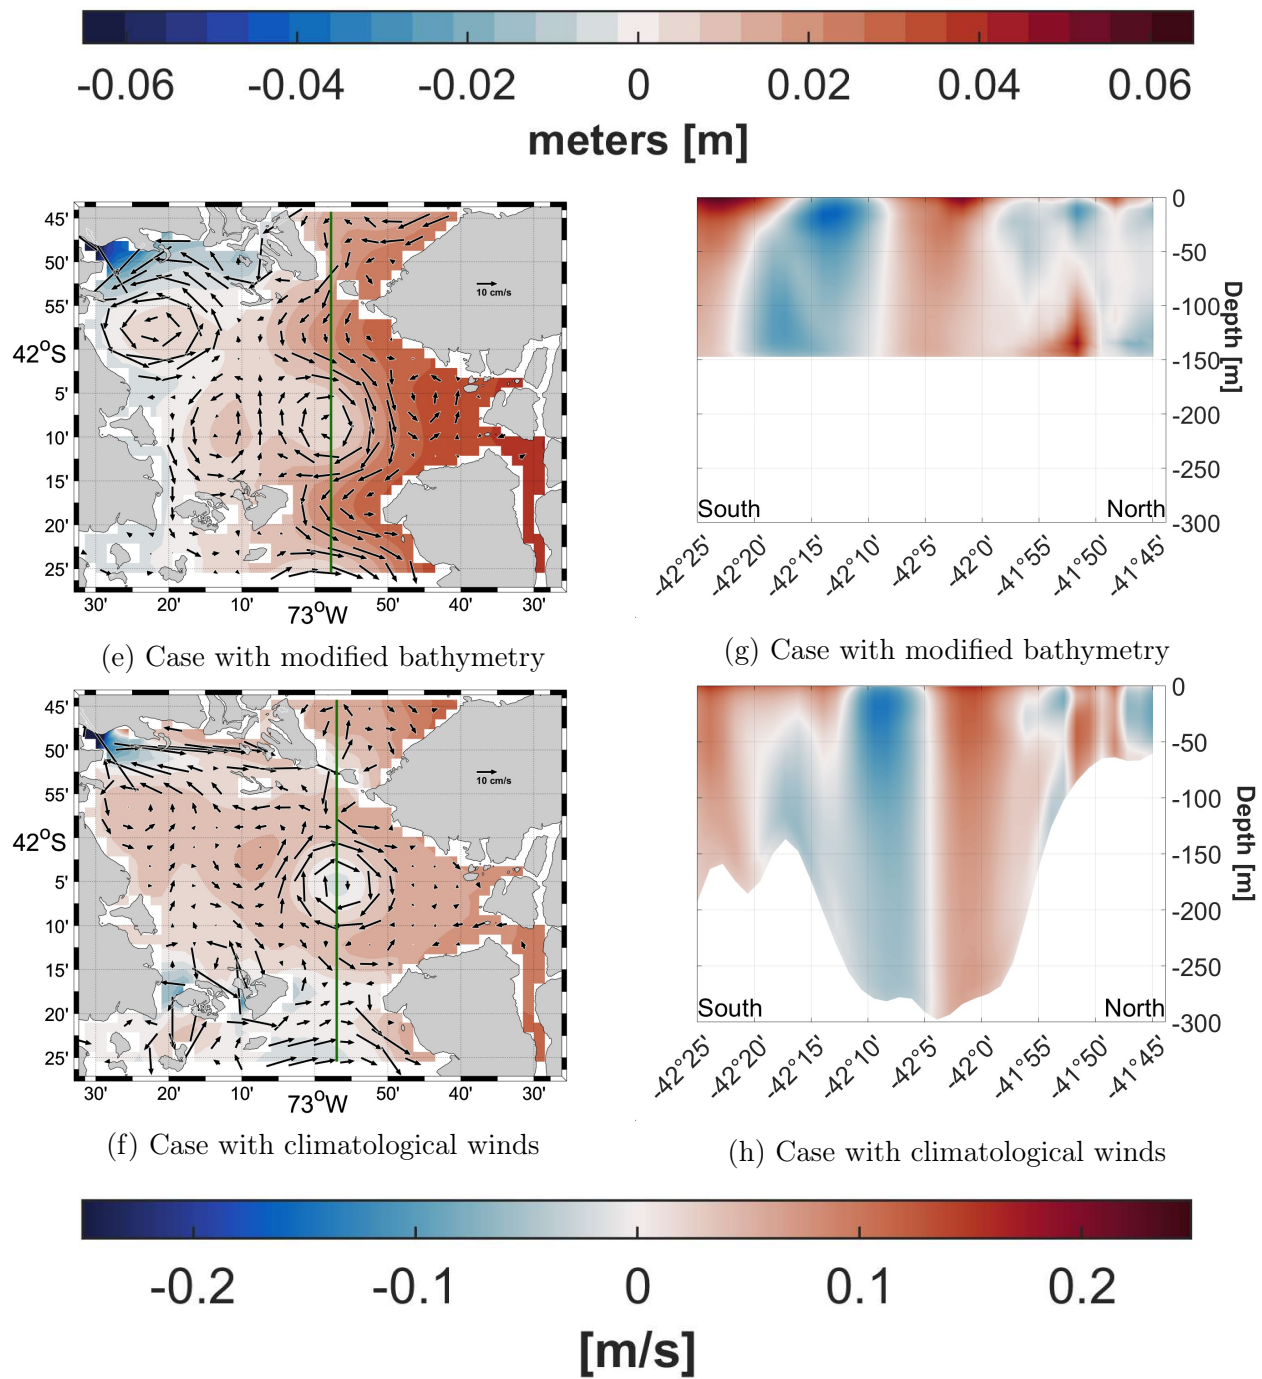 -0.06 -0.04 -0.02 0 0.02 0.04 0.06
meters [m]
45'
50'
55'
42°S
5'
10'
15'
20'
25'
10 cm/s
30' 20' 10' 73°W 50' 40' 30'
(e) Case with modified bathymetry
0
-50
-100
-150
-200
-250
-300
Depth [m]
South North
-42°25' -42°20' -42°15' -42°10' -42°5' -42°0' -41°55' -41°50' -41°45'
(g) Case with modified bathymetry
45'
50'
55'
42°S
5'
10'
15'
20'
25'
10 cm/s
30' 20' 10' 73°W 50' 40' 30'
(f) Case with climatological winds
0
-50
-100
-150
-200
-250
-300
Depth [m]
South North
-42°25' -42°20' -42°15' -42°10' -42°5' -42°0' -41°55' -41°50' -41°45'
(h) Case with climatological winds
-0.2 -0.1 0 0.1 0.2
[m/s]